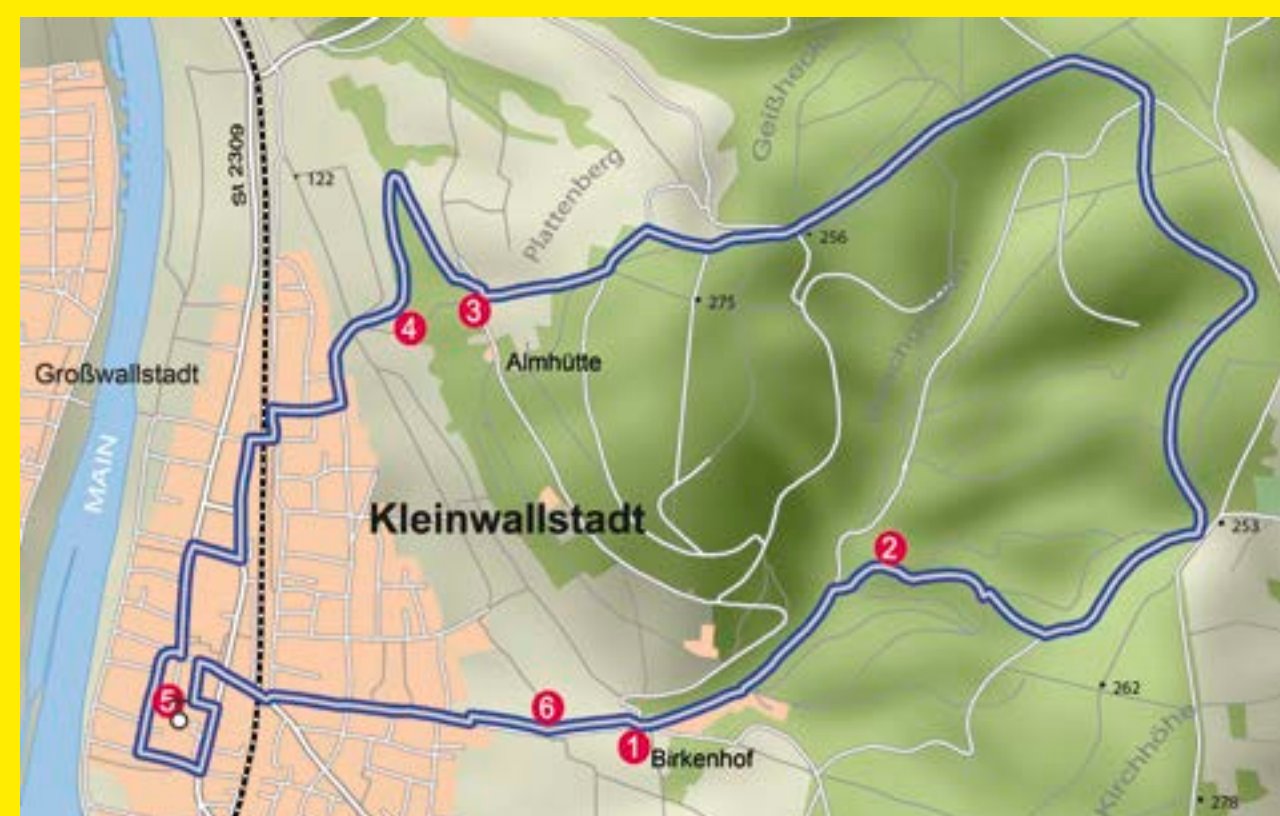 St 2309
122
Plattenberg
Geißhöche
256
275
3
4
Almhütte
Großwallstadt
MAIN
Kleinwallstadt
2
253
262
Kirchhöhe
278
5
6
1
Birkenhof